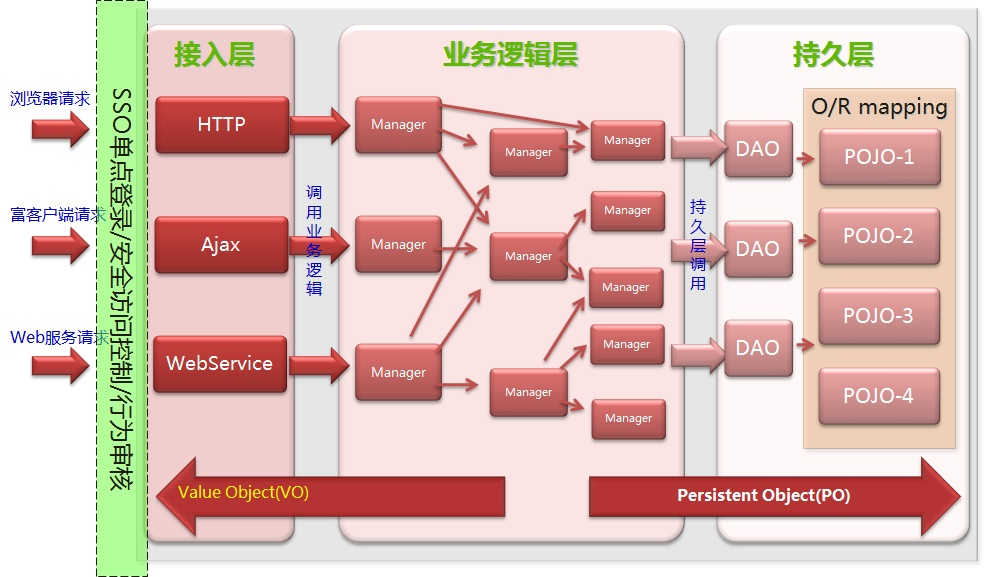 接入层
业务逻辑层
持久层
浏览器请求
富客户端请求
Web服务请求
SSO单点登录/安全访问控制/行为审核
HTTP
Ajax
WebService
调用业务逻辑
Manager
Manager
Manager
Manager
Manager
Manager
Manager
Manager
Manager
Manager
Manager
持久层调用
DAO
DAO
DAO
O/R mapping
POJO-1
POJO-2
POJO-3
POJO-4
Value Object(VO)
Persistent Object(PO)